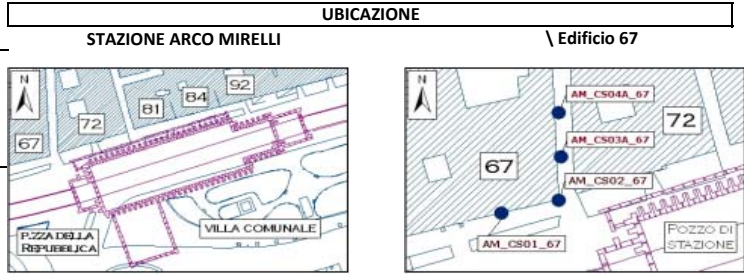 UBICAZIONE
STAZIONE ARCO MIRELLI
\ Edificio 67
N
92
84
81
72
67
P.ZZA DELLA
REPUBBLICA
VILLA COMUNALE
N
AM_CS04A_67
72
AM_CS03A_67
67
AM_CS02_67
AM_CS01_67
POZZO DI
STAZIONE